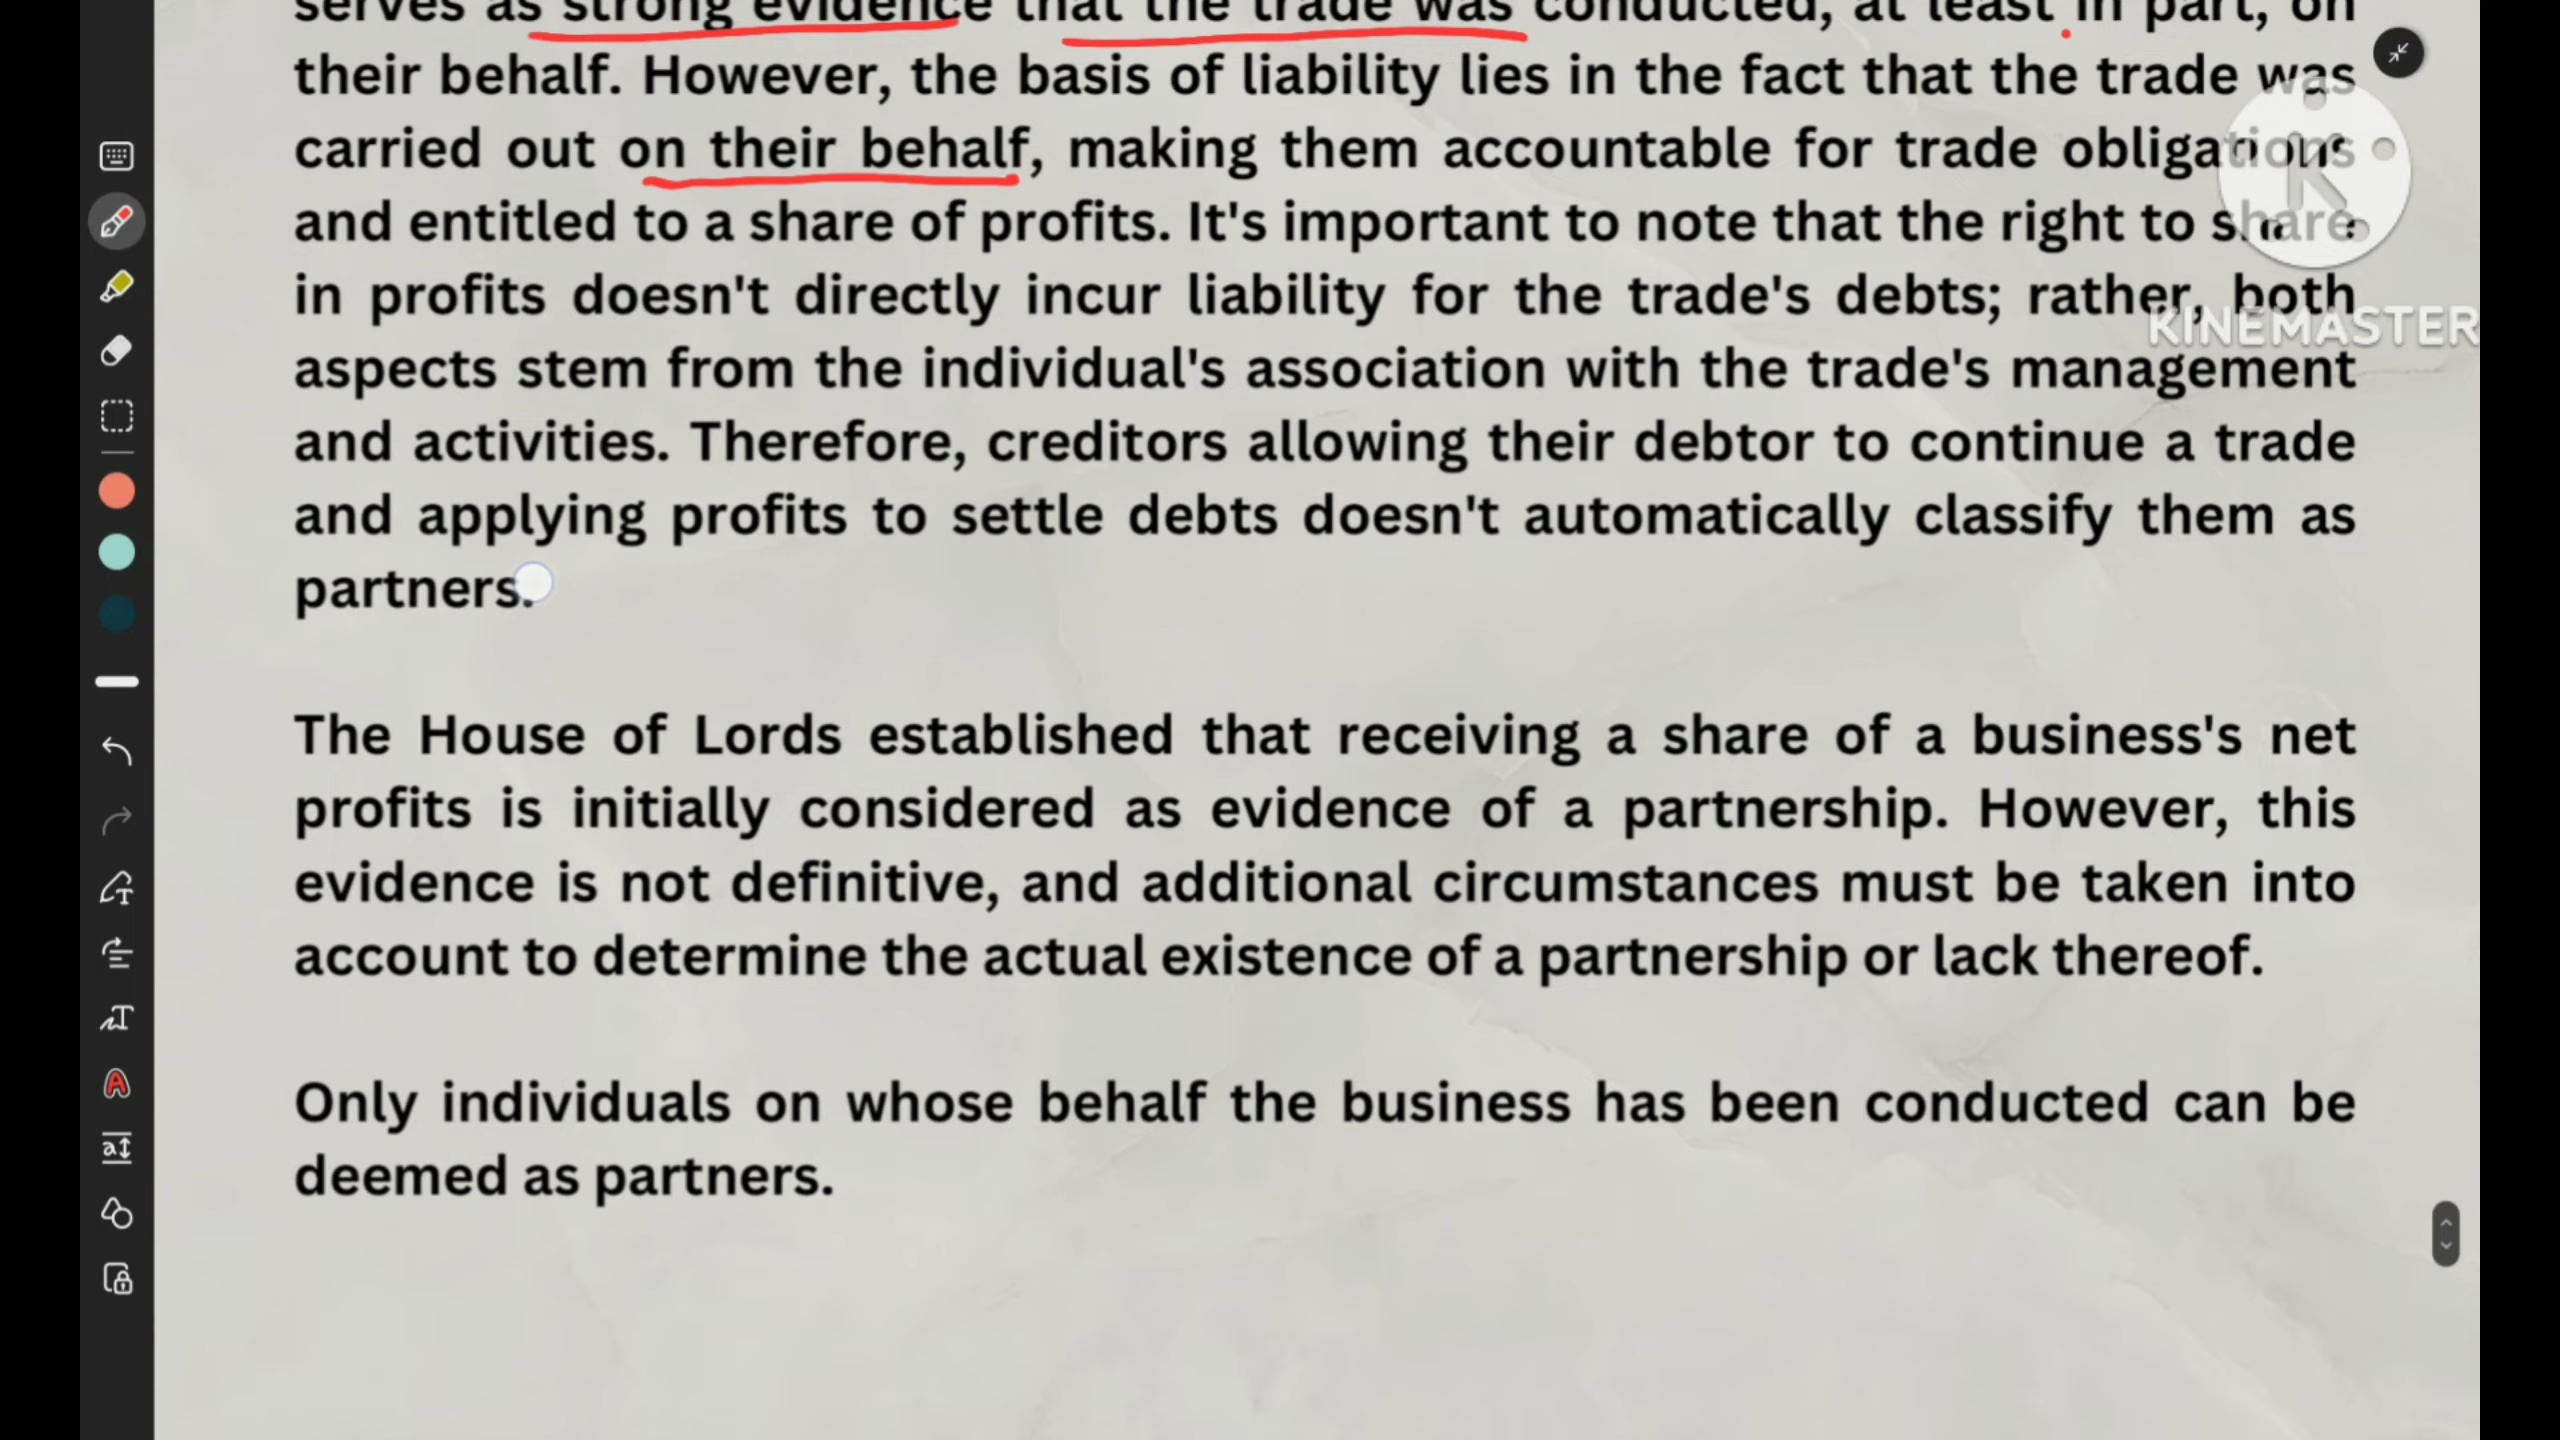 serves as strong evidence that the trade was conducted, at least in part, on
their behalf. However, the basis of liability lies in the fact that the trade was
carried out on their behalf, making them accountable for trade obligations
and entitled to a share of profits. It's important to note that the right to share
in profits doesn't directly incur liability for the trade's debts; rather, both
KINEMASTER
aspects stem from the individual's association with the trade's management
and activities. Therefore, creditors allowing their debtor to continue a trade
and applying profits to settle debts doesn't automatically classify them as
partners.
The House of Lords established that receiving a share of a business's net
profits is initially considered as evidence of a partnership. However, this
evidence is not definitive, and additional circumstances must be taken into
account to determine the actual existence of a partnership or lack thereof.
Only individuals on whose behalf the business has been conducted can be
deemed as partners.